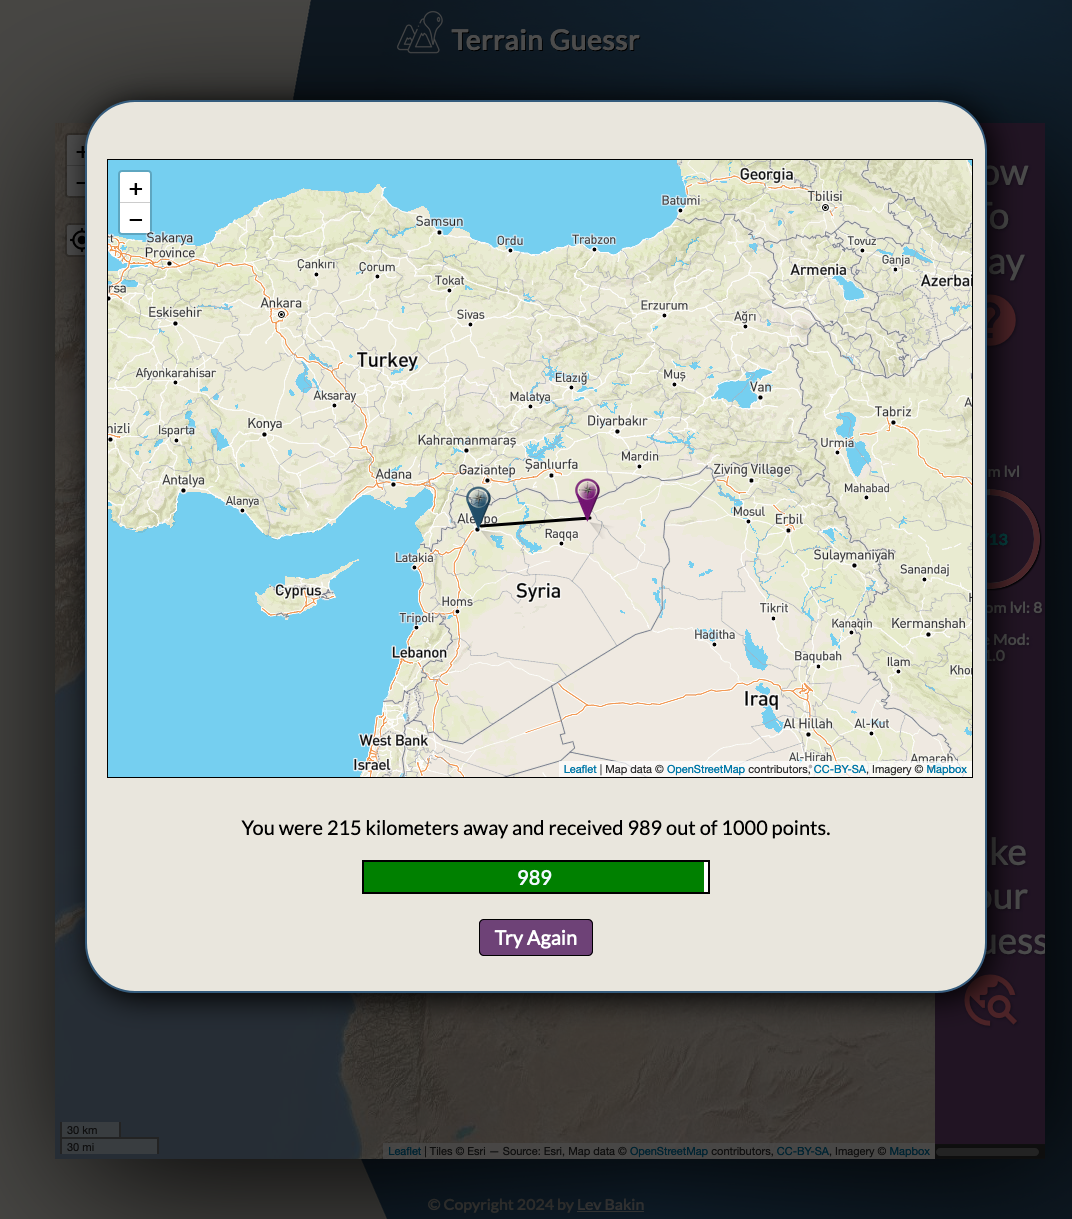 Terrain Guessr
+
−
Georgia
Tbilisi
Batumi
Samsun
Ordu
Trabzon
Sakarya
Province
Tovuz
Ganja
Çankırı
Çorum
Armenia
Azerbai
Tokat
rsa
Ankara
Erzurum
Eskisehir
Sivas
Ağrı
Turkey
Afyonkarahisar
Elazığ
Muş
Van
Aksaray
Malatya
Tabriz
Konya
Diyarbakır
nizli
Isparta
Kahramanmaraş
Urmia
Mardin
Gaziantep
Şanlıurfa
Ziving Village
Adana
Antalya
Mahabad
Alanya
Mosul
Erbil
Raqqa
Sulaymaniyah
Latakia
Sanandaj
Cyprus
Syria
Homs
Tikrit
Tripoli
Kanaqin
Kermanshah
Haditha
Lebanon
Baqubah
Ilam
Khor
Iraq
Al Hillah
Al-Kut
West Bank
Al-Hirah
Amarah
Israel
Leaflet | Map data © OpenStreetMap contributors, CC-BY-SA, Imagery © Mapbox
You were 215 kilometers away and received 989 out of 1000 points.
989
Try Again
ow
To
ay
?
m lvl
13
om lvl: 8
e Mod:
1.0
ke
our
uess
30 km
30 mi
Leaflet | Tiles © Esri — Source: Esri, Map data © OpenStreetMap contributors, CC-BY-SA, Imagery © Mapbox
© Copyright 2024 by Lev Bakin